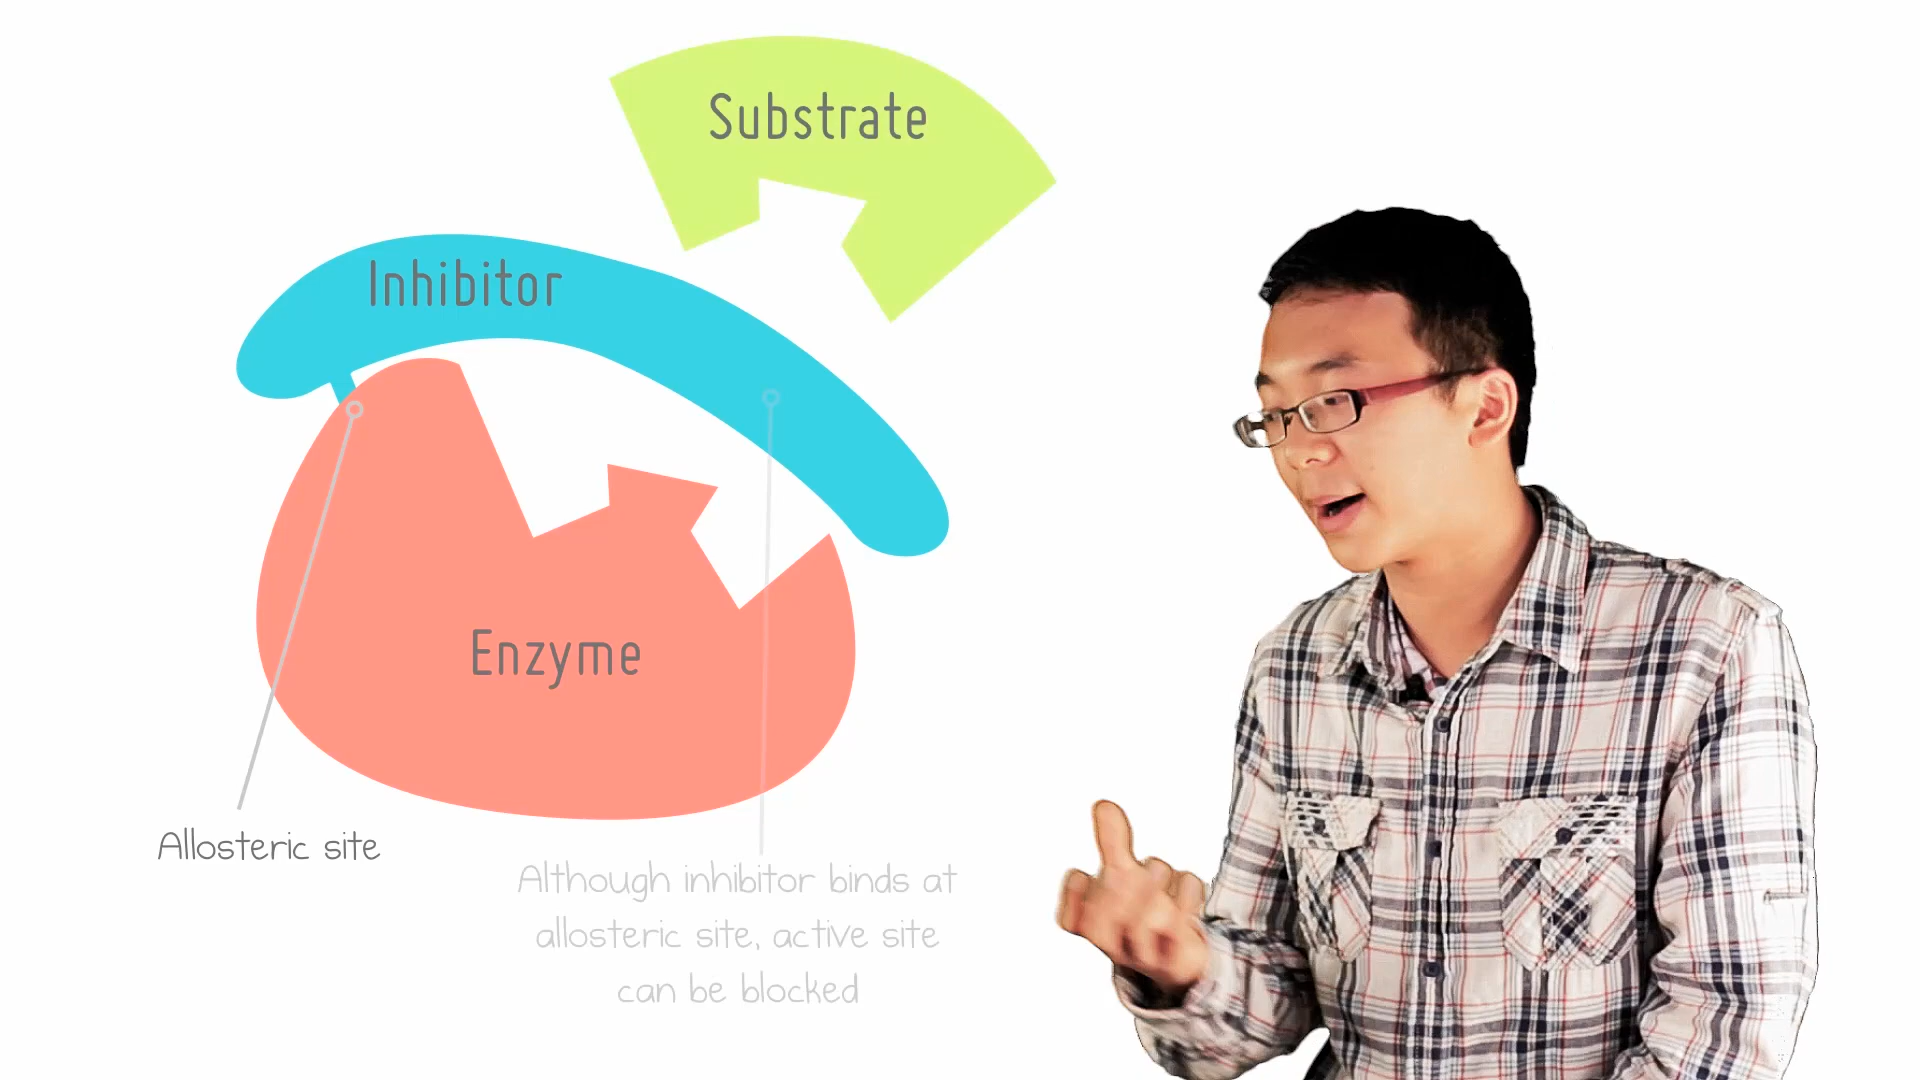 Substrate
Inhibitor
Enzyme
Allosteric site
Although inhibitor binds at
allosteric site, active site
can be blocked